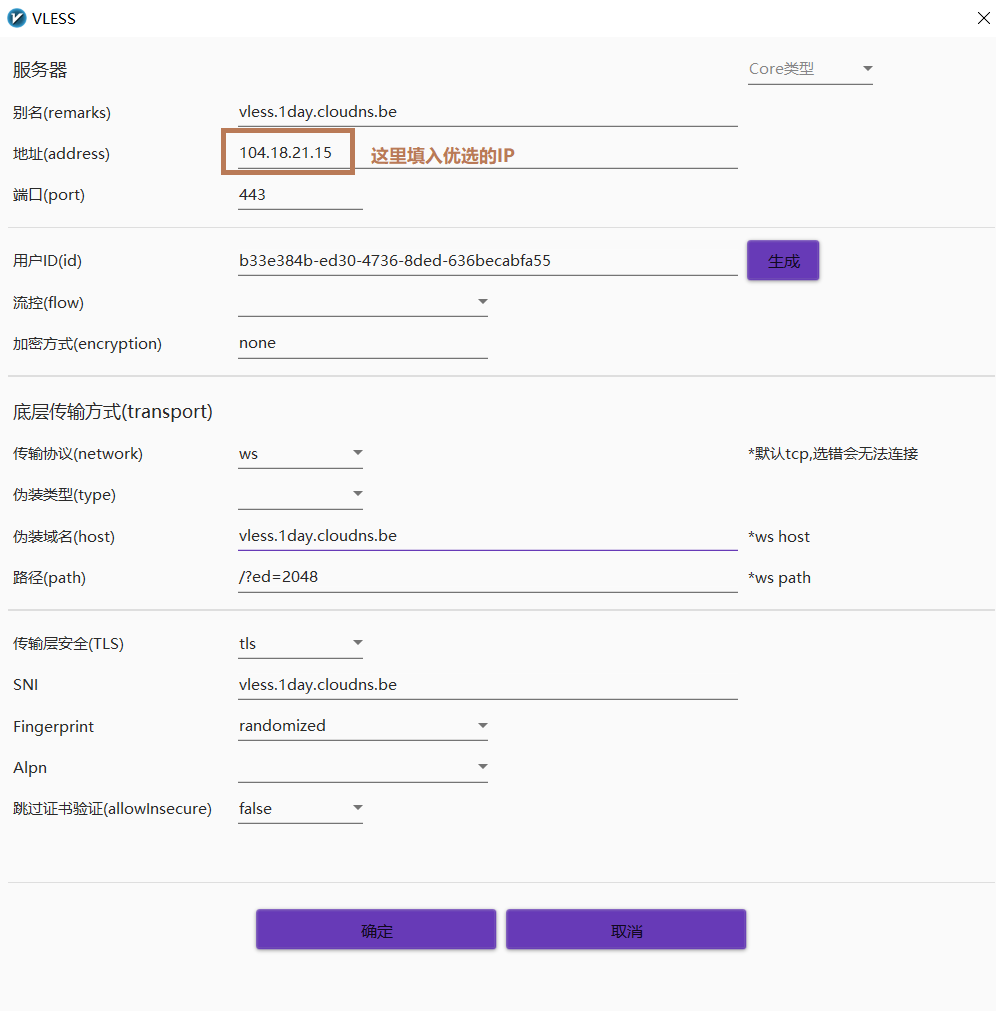 VLESS
服务器
Core类型
别名(remarks)
vless.1day.cloudns.be
地址(address)
104.18.21.15
这里填入优选的IP
端口(port)
443
用户ID(id)
b33e384b-ed30-4736-8ded-636becabfa55
生成
流控(flow)
加密方式(encryption)
none
底层传输方式(transport)
传输协议(network)
ws
*默认tcp,选错会无法连接
伪装类型(type)
伪装域名(host)
vless.1day.cloudns.be
*ws host
路径(path)
/?ed=2048
*ws path
传输层安全(TLS)
tls
SNI
vless.1day.cloudns.be
Fingerprint
randomized
Alpn
跳过证书验证(allowInsecure)
false
确定
取消